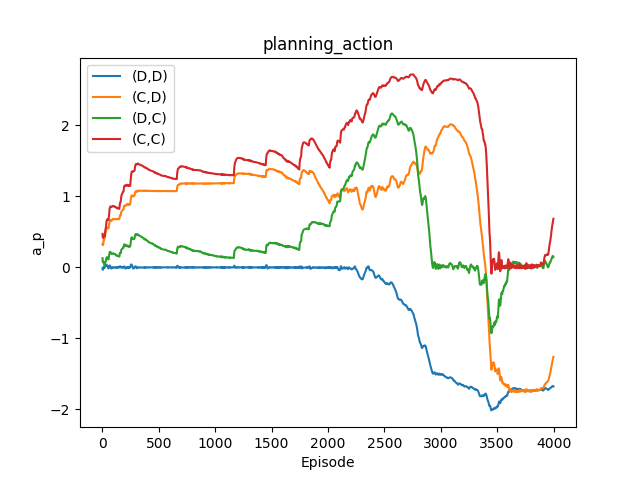 planning_action
(D,D)
(C,D)
(D,C)
(C,C)
a_p
2
1
0
−1
−2
0 500 1000 1500 2000 2500 3000 3500 4000
Episode